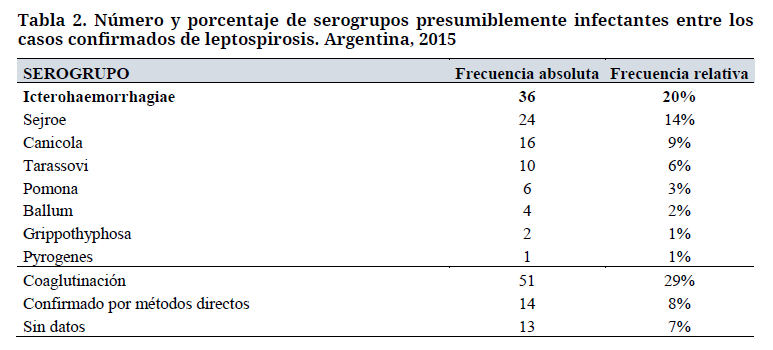 Tabla 2. Número y porcentaje de serogrupos presumiblemente infectantes entre los
casos confirmados de leptospirosis. Argentina, 2015
SEROGRUPO Frecuencia absoluta Frecuencia relativa
Icterohaemorrhagiae 36 20%
Sejroe 24 14%
Canicola 16 9%
Tarassovi 10 6%
Pomona 6 3%
Ballum 4 2%
Grippothyphosa 2 1%
Pyrogenes 1 1%
Coaglutinación 51 29%
Confirmado por métodos directos 14 8%
Sin datos 13 7%